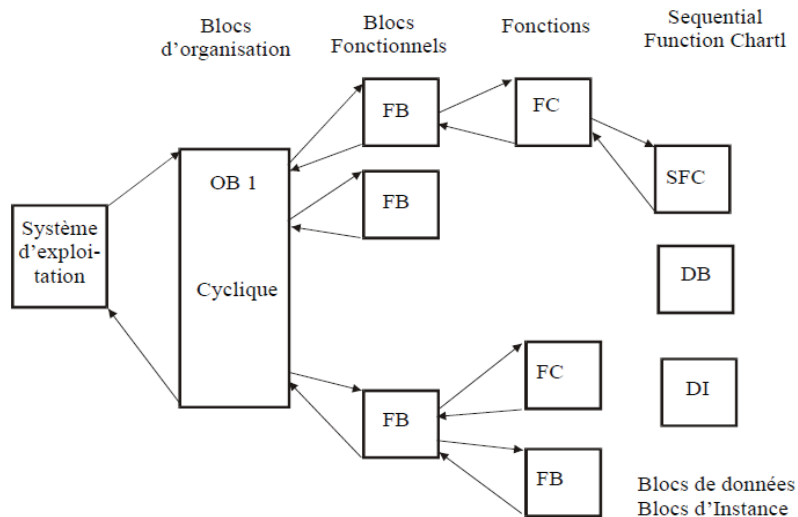 Blocs
d'organisation
Blocs
Fonctionnels
Fonctions
Sequential
Function Chartl
FB
FC
OB 1
SFC
FB
Système
d'exploi-
tation
Cyclique
DB
FC
DI
FB
FB
Blocs de données
Blocs d'Instance